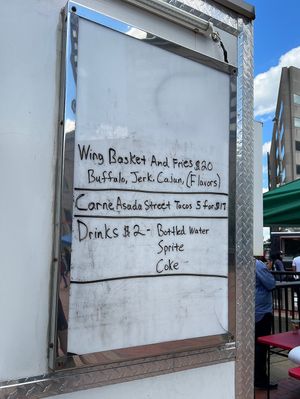 Wing Basket And Fries $20
Buffalo, Jerk, Cajun, (Flavors)
Carne Asada Street Tacos 5 for $17
Drinks $2 - Bottled Water
Sprite
Coke